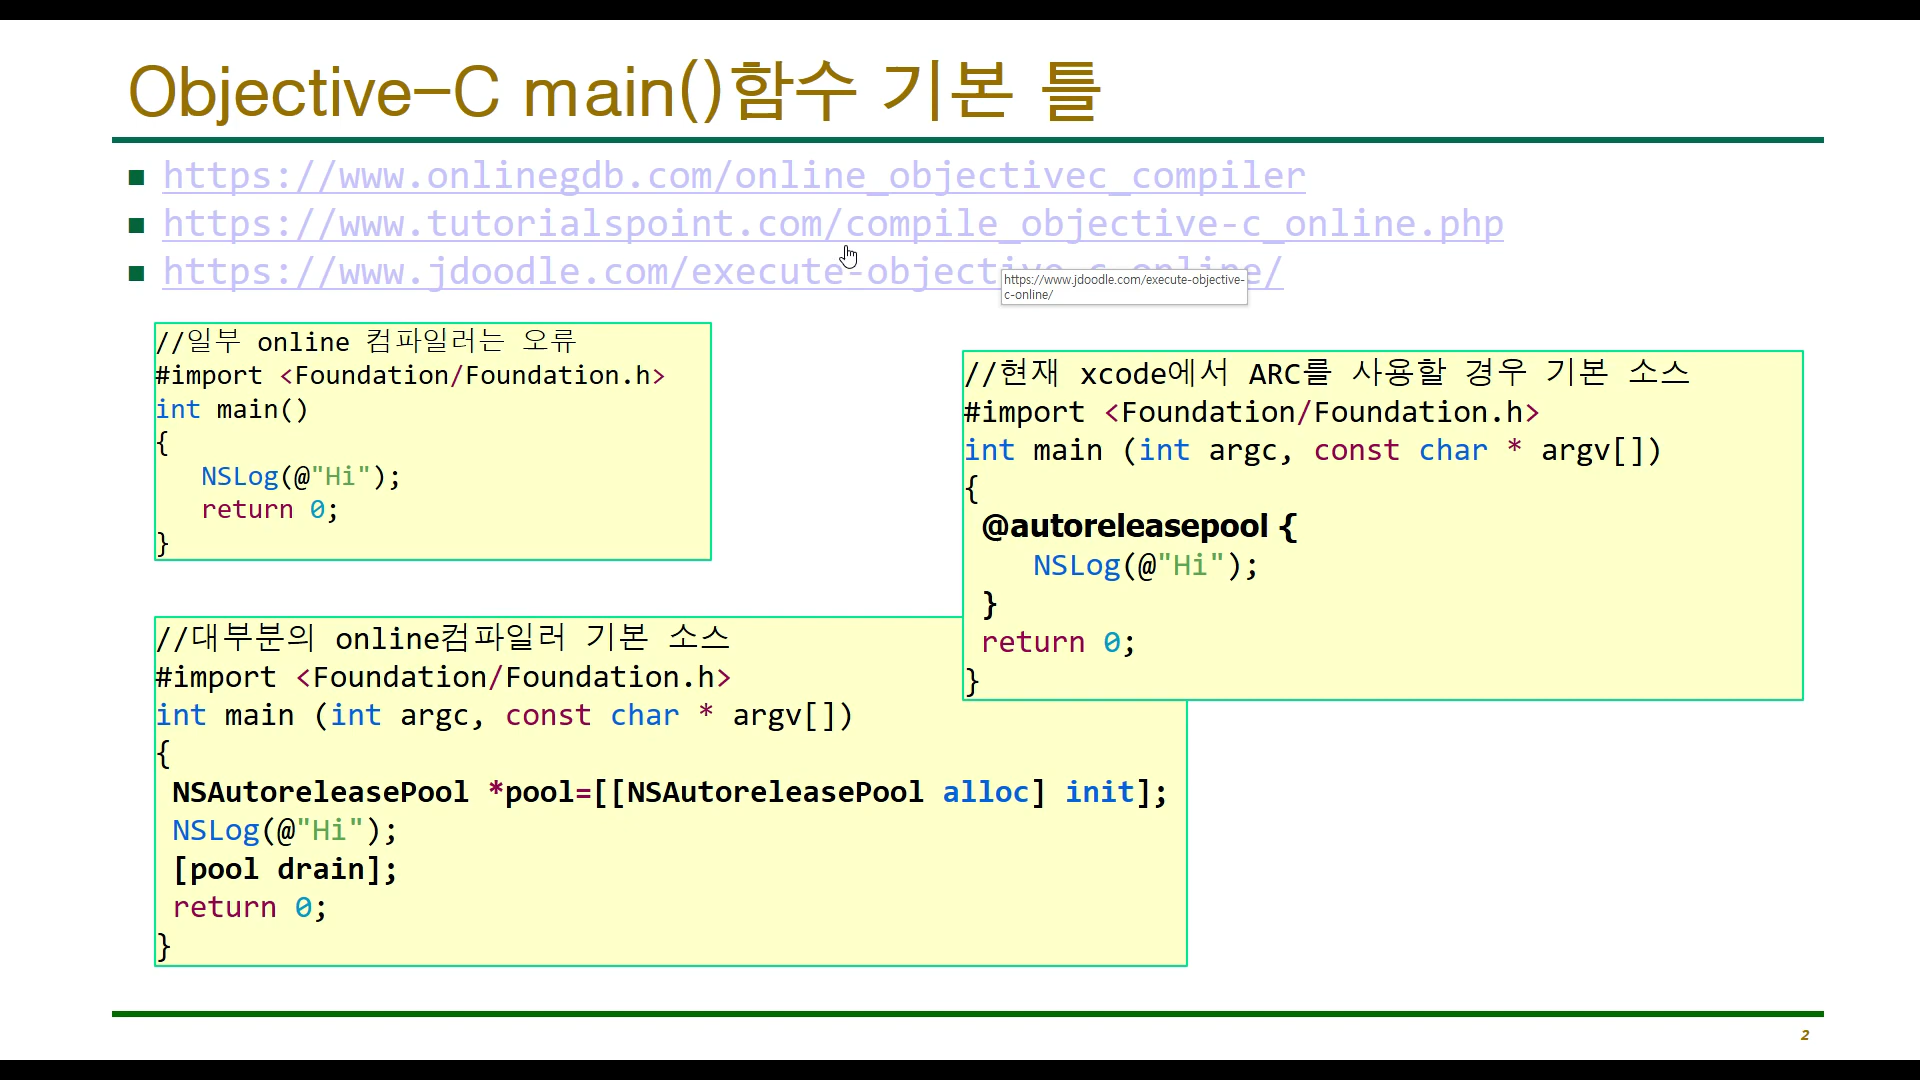 Objective-C main()함수 기본 틀
https://www.onlinegdb.com/online_objectivec_compiler
https://www.tutorialspoint.com/compile_objective-c_online.php
https://www.jdoodle.com/execute-objective-c-online/
https://www.jdoodle.com/execute-objective-
c-online/
//일부 online 컴파일러는 오류
#import <Foundation/Foundation.h>
int main()
{
NSLog(@"Hi");
return 0;
}
//현재 xcode에서 ARC를 사용할 경우 기본 소스
#import <Foundation/Foundation.h>
int main (int argc, const char * argv[])
{
@autoreleasepool {
NSLog(@"Hi");
}
return 0;
}
//대부분의 online컴파일러 기본 소스
#import <Foundation/Foundation.h>
int main (int argc, const char * argv[])
{
NSAutoreleasePool *pool=[[NSAutoreleasePool alloc] init];
NSLog(@"Hi");
[pool drain];
return 0;
}
2